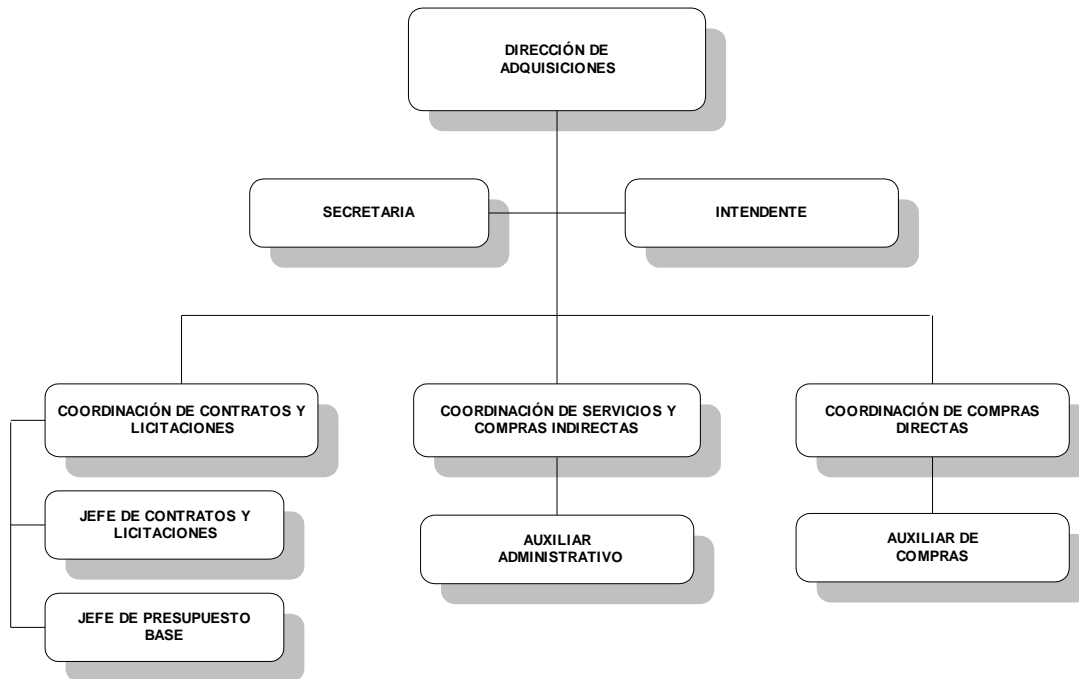 DIRECCIÓN DE
ADQUISICIONES
SECRETARIA
INTENDENTE
COORDINACIÓN DE CONTRATOS Y
LICITACIONES
COORDINACIÓN DE SERVICIOS Y
COMPRAS INDIRECTAS
COORDINACIÓN DE COMPRAS
DIRECTAS
JEFE DE CONTRATOS Y
LICITACIONES
AUXILIAR
ADMINISTRATIVO
AUXILIAR DE
COMPRAS
JEFE DE PRESUPUESTO
BASE